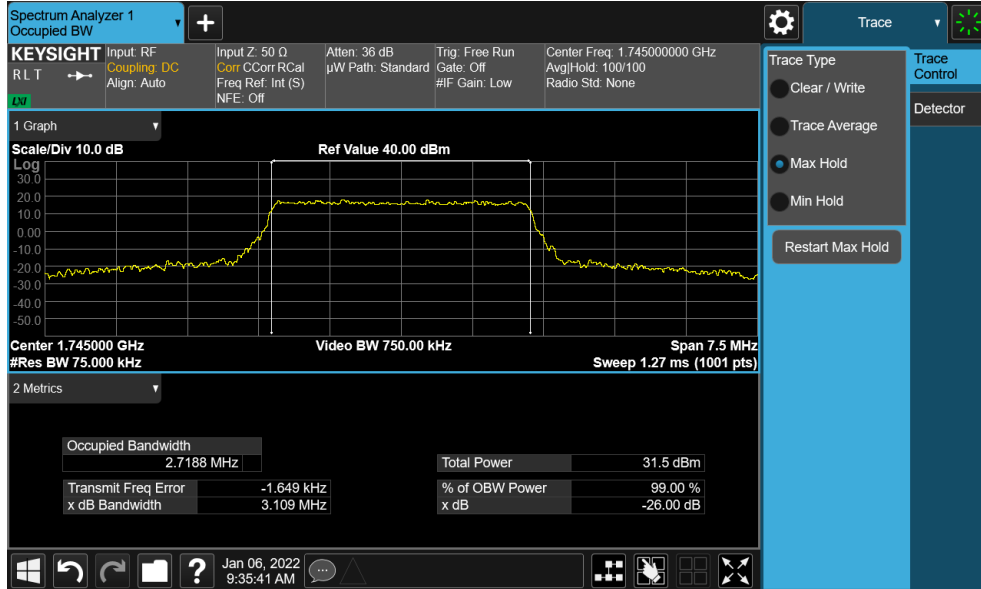 Spectrum Analyzer 1
Occupied BW
+
Trace
KEYSIGHT
R L T
LXI
Input: RF
Coupling: DC
Align: Auto
Input Z: 50 Ω
Corr CCorr RCal
Freq Ref: Int (S)
NFE: Off
Atten: 36 dB
µW Path: Standard
Trig: Free Run
Gate: Off
#IF Gain: Low
Center Freq: 1.745000000 GHz
Avg|Hold: 100/100
Radio Std: None
Trace Type
Clear / Write
Trace Average
Max Hold
Min Hold
Restart Max Hold
Trace
Control
Detector
1 Graph
Scale/Div 10.0 dB
Ref Value 40.00 dBm
Log
30.0
20.0
10.0
0.00
-10.0
-20.0
-30.0
-40.0
-50.0
Center 1.745000 GHz
#Res BW 75.000 kHz
Video BW 750.00 kHz
Span 7.5 MHz
Sweep 1.27 ms (1001 pts)
2 Metrics
Occupied Bandwidth
2.7188 MHz
Transmit Freq Error -1.649 kHz
x dB Bandwidth 3.109 MHz
Total Power 31.5 dBm
% of OBW Power 99.00 %
x dB -26.00 dB
?
Jan 06, 2022
9:35:41 AM